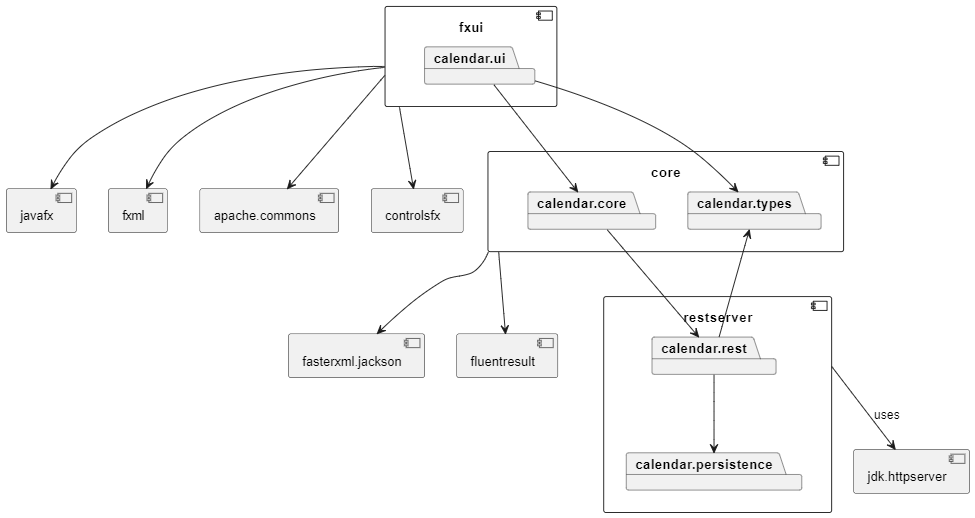 fxui
calendar.ui
core
javafx
fxml
apache.commons
controlsfx
calendar.core
calendar.types
restserver
calendar.rest
fasterxml.jackson
fluentresult
uses
calendar.persistence
jdk.httpserver